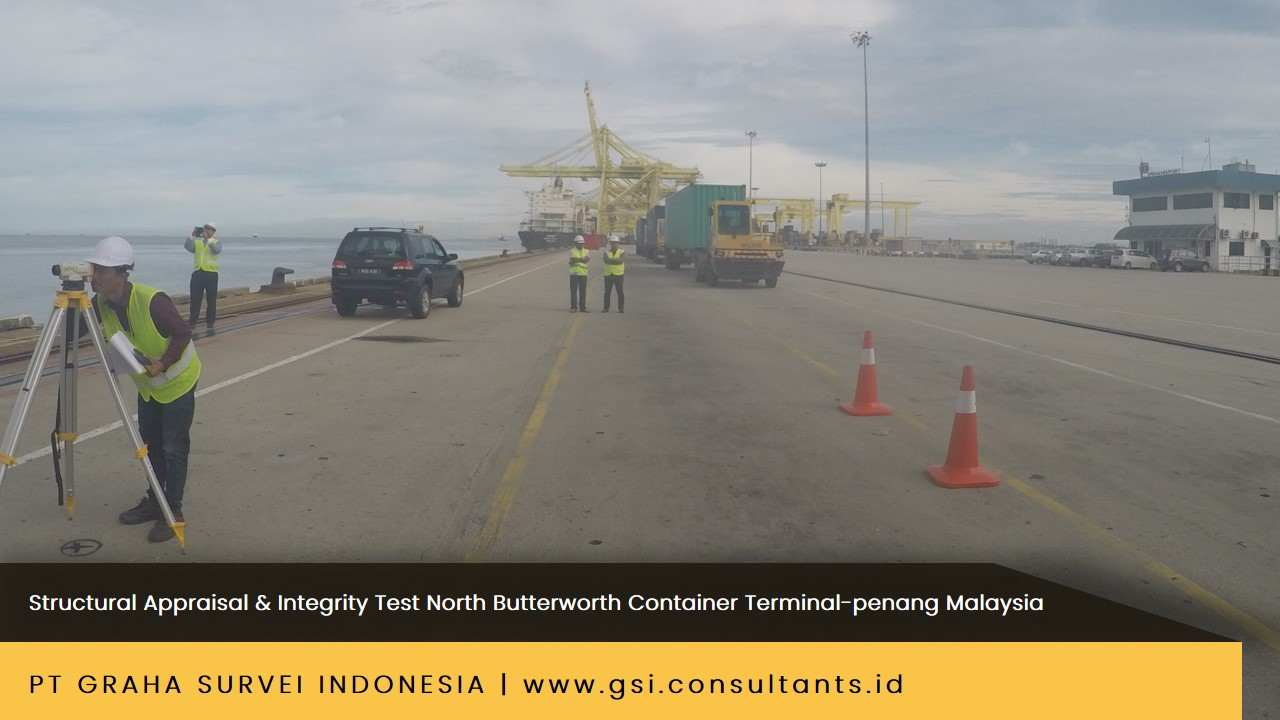 Structural Appraisal & Integrity Test North Butterworth Container Terminal-penang Malaysia
PT GRAHA SURVEI INDONESIA | www.gsi.consultants.id